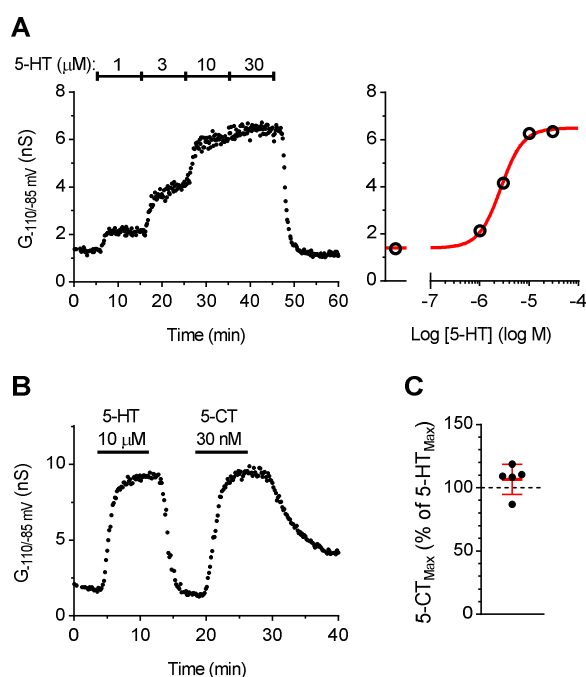 A
5-HT (μM): 1 3 10 30
8
6
4
2
0
G-110/-85 mV (nS)
0 10 20 30 40 50 60
Time (min)
8
6
4
2
0
-7 -6 -5 -4
Log [5-HT] (log M)
B
5-HT 5-CT
10 μM 30 nM
10
5
0
G-110/-85 mV (nS)
0 10 20 30 40
Time (min)
C
150
100
50
0
5-CTMax (% of 5-HTMax)